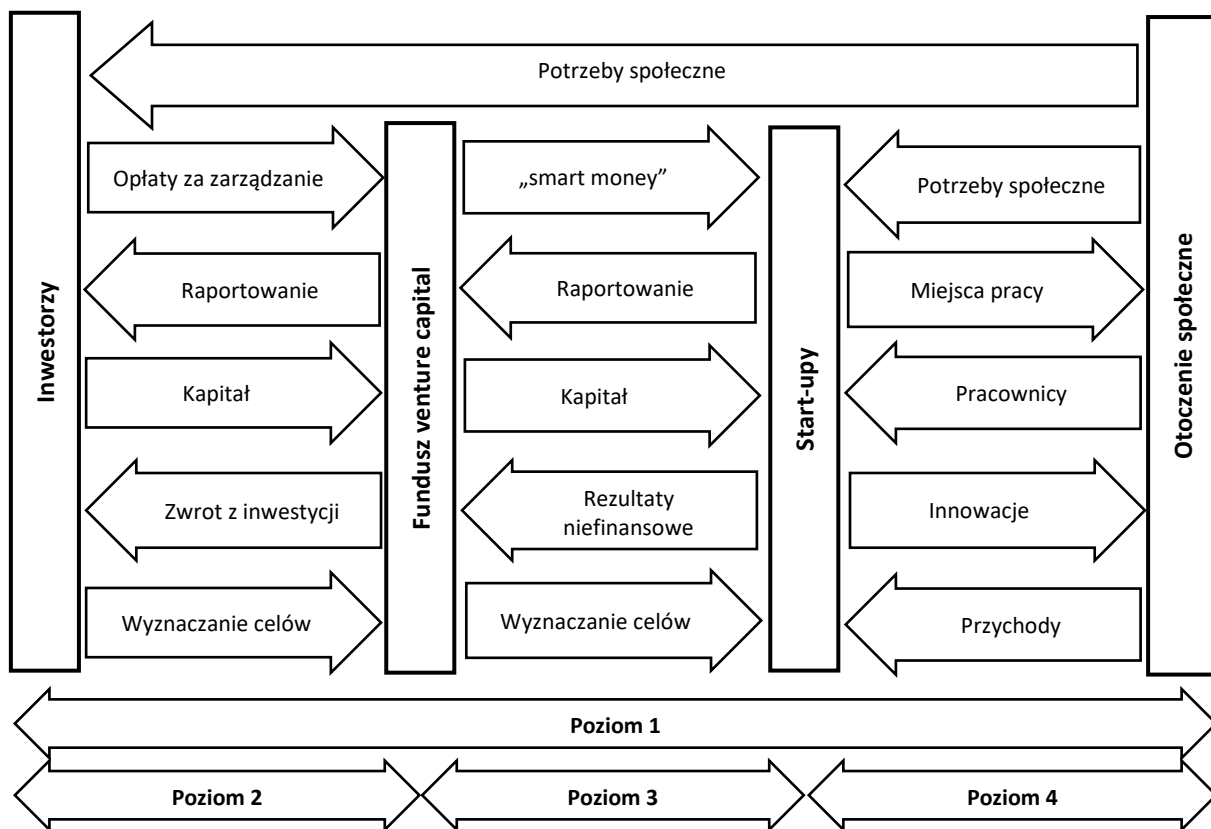 Potrzeby społeczne
Inwestorzy
Fundusz venture capital
Start-upy
Otoczenie społeczne
Opłaty za zarządzanie
„smart money”
Potrzeby społeczne
Raportowanie
Raportowanie
Miejsca pracy
Kapitał
Kapitał
Pracownicy
Zwrot z inwestycji
Rezultaty
niefinansowe
Innowacje
Wyznaczanie celów
Wyznaczanie celów
Przychody
Poziom 1
Poziom 2
Poziom 3
Poziom 4